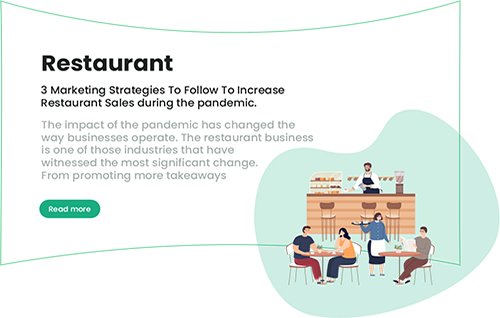 Restaurant
3 Marketing Strategies To Follow To Increase
Restaurant Sales during the pandemic.
The impact of the pandemic has changed the
way businesses operate. The restaurant business
is one of those industries that have
witnessed the most significant change.
From promoting more takeaways
Read more